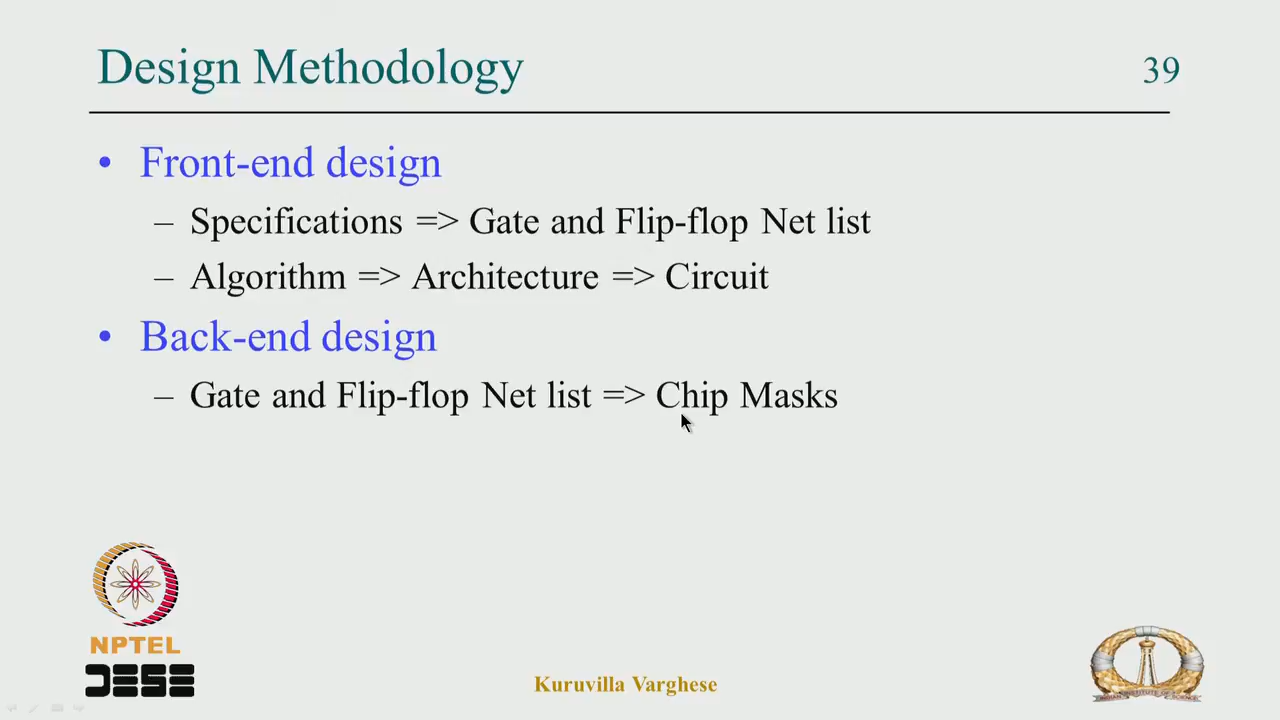 Design Methodology
39
• Front-end design
– Specifications => Gate and Flip-flop Net list
– Algorithm => Architecture => Circuit
• Back-end design
– Gate and Flip-flop Net list => Chip Masks
NPTEL
DESE
Kuruvilla Varghese